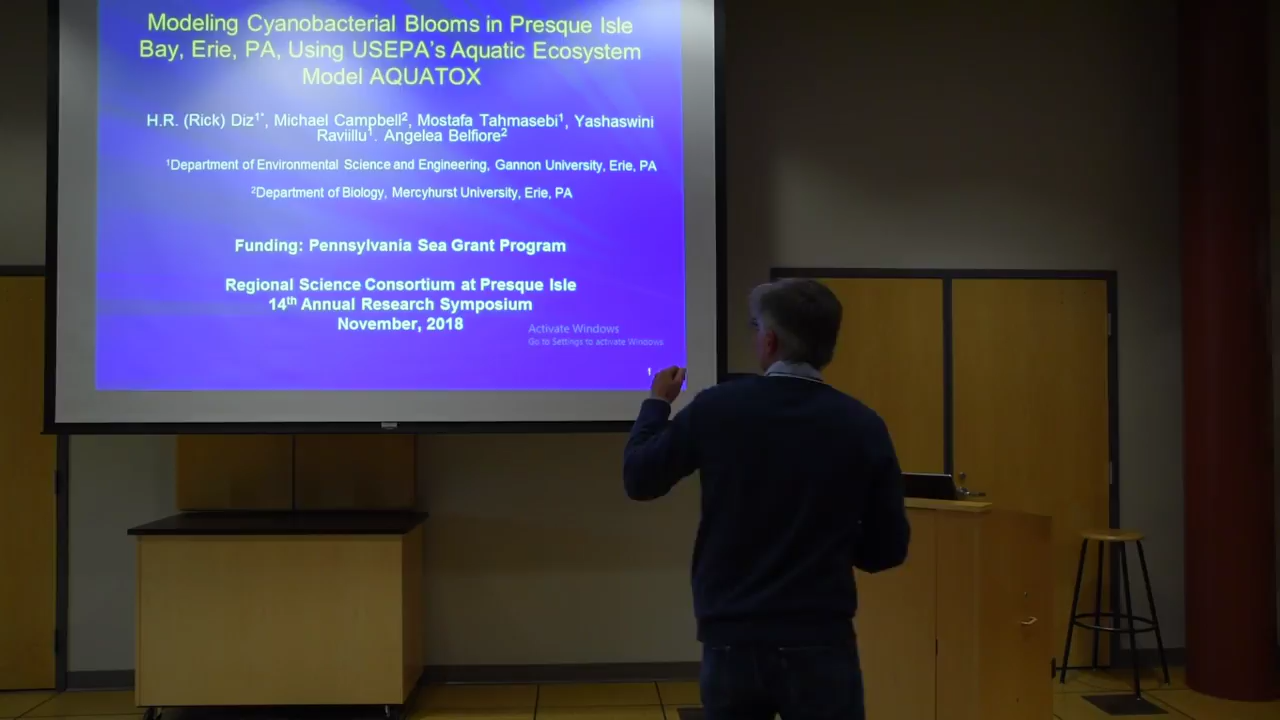 Modeling Cyanobacterial Blooms in Presque Isle
Bay, Erie, PA, Using USEPA's Aquatic Ecosystem
Model AQUATOX
H.R. (Rick) Diz¹*, Michael Campbell², Mostafa Tahmasebi¹, Yashaswini
Raviillu¹. Angelea Belfiore²
¹Department of Environmental Science and Engineering, Gannon University, Erie, PA
²Department of Biology, Mercyhurst University, Erie, PA
Funding: Pennsylvania Sea Grant Program
Regional Science Consortium at Presque Isle
14th Annual Research Symposium
November, 2018
Activate Windows
Go to Settings to activate Windows
1